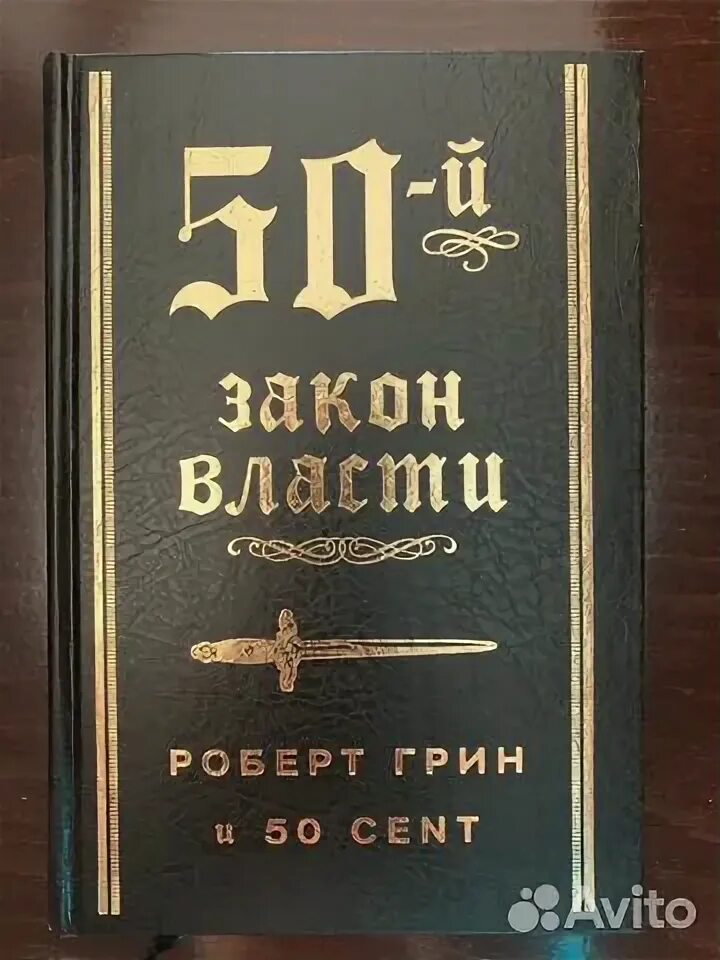 50-й
закон
власти
РОБЕРТ ГРИН
и 50 CENT
Avito